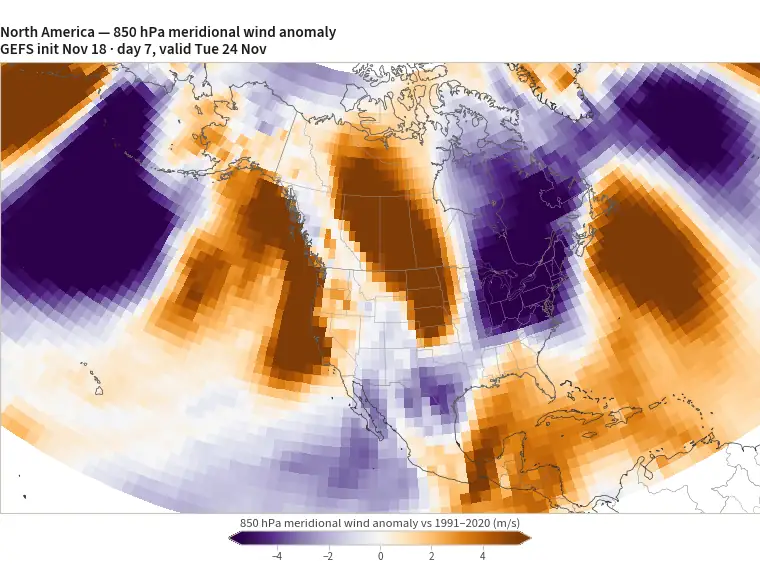 North America — 850 hPa meridional wind anomaly
GEFS init Nov 18 · day 7, valid Tue 24 Nov
850 hPa meridional wind anomaly vs 1991–2020 (m/s)
−4 −2 0 2 4